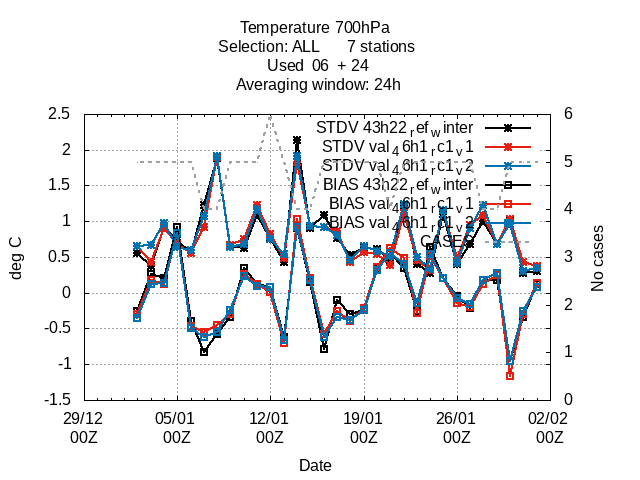 Temperature 700hPa
Selection: ALL 7 stations
Used 06 + 24
Averaging window: 24h
STDV 43h22_ref_winter
STDV val_46h1_rc1_v1
STDV val_46h1_rc1_v2
BIAS 43h22_ref_winter
BIAS val_46h1_rc1_v1
BIAS val_46h1_rc1_v2
CASES
2.5
2
1.5
1
0.5
0
-0.5
-1
-1.5
deg C
6
5
4
3
2
1
0
No cases
29/12 05/01 12/01 19/01 26/01 02/02
00Z 00Z 00Z 00Z 00Z 00Z
Date